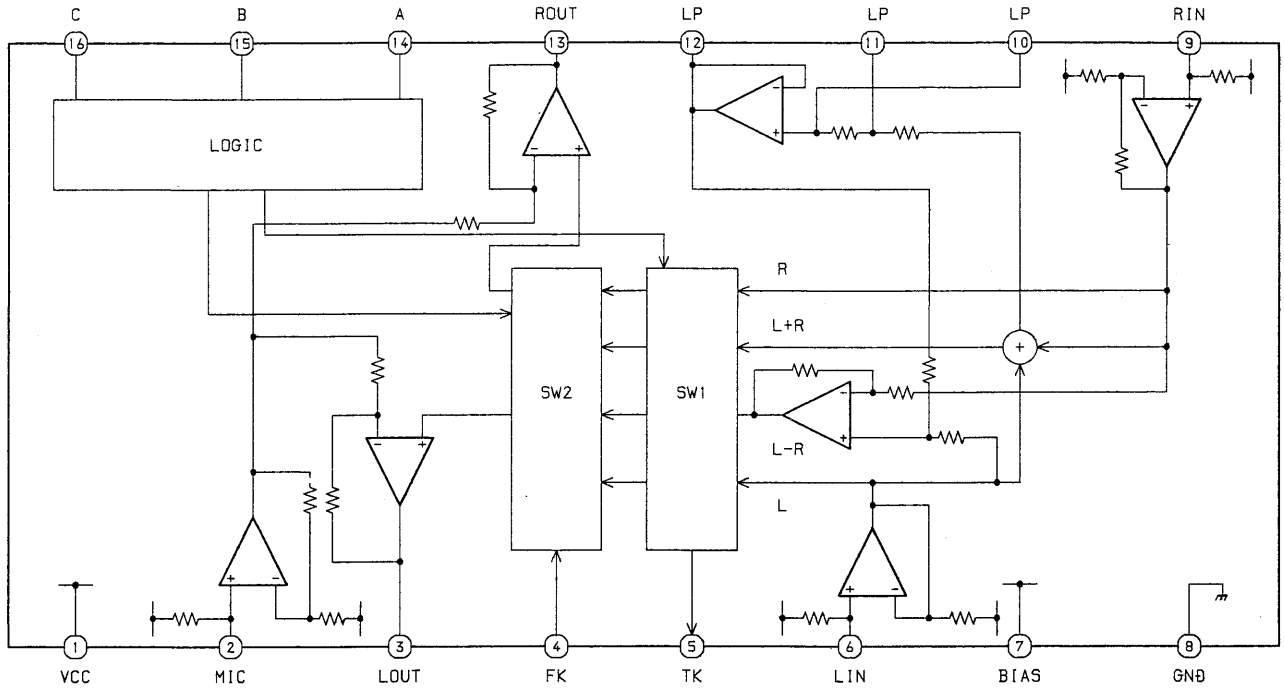 C B A ROUT LP LP LP RIN
16 15 14 13 12 11 10 9
LOGIC
- +
- +
- +
R
L+R
+
SW2 SW1
-
+
L-R
- +
L
+ -
+ -
1 2 3 4 5 6 7 8
VCC MIC LOUT FK TK LIN BIAS GND